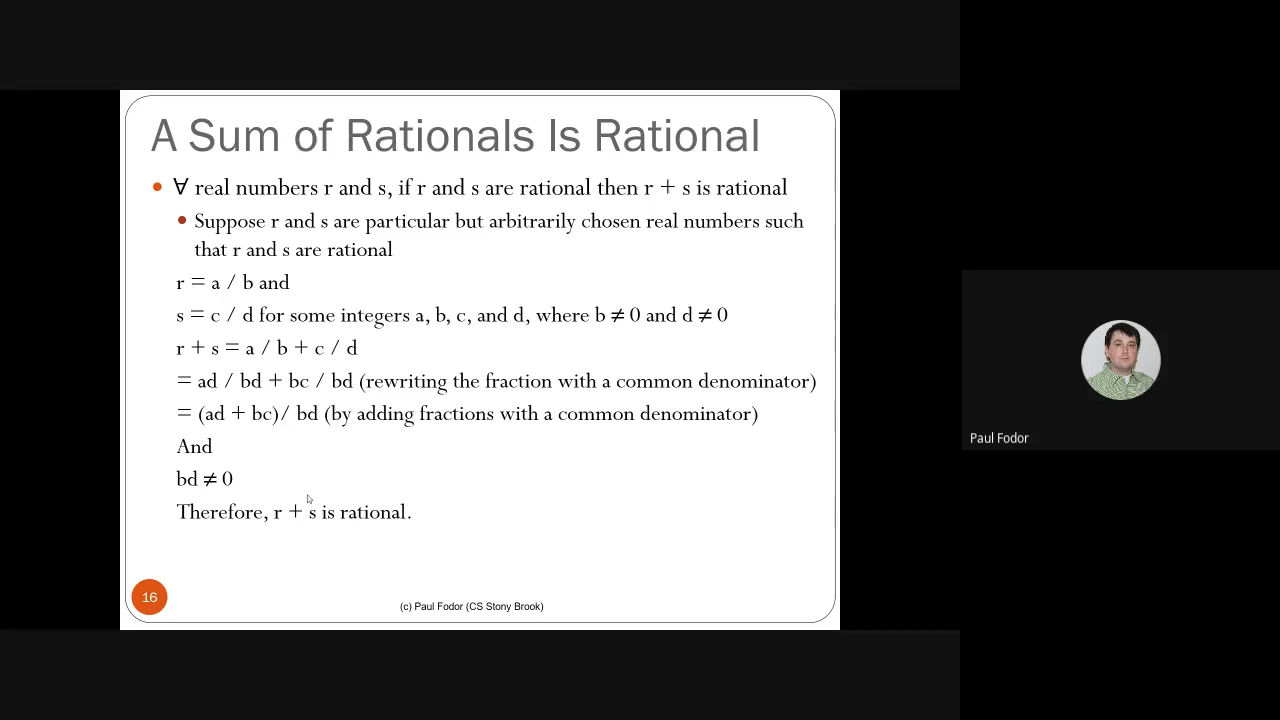 A Sum of Rationals Is Rational
• ∀ real numbers r and s, if r and s are rational then r + s is rational
• Suppose r and s are particular but arbitrarily chosen real numbers such
that r and s are rational
r = a / b and
s = c / d for some integers a, b, c, and d, where b ≠ 0 and d ≠ 0
r + s = a / b + c / d
= ad / bd + bc / bd (rewriting the fraction with a common denominator)
= (ad + bc)/ bd (by adding fractions with a common denominator)
And
bd ≠ 0
Therefore, r + s is rational.
16
(c) Paul Fodor (CS Stony Brook)
Paul Fodor